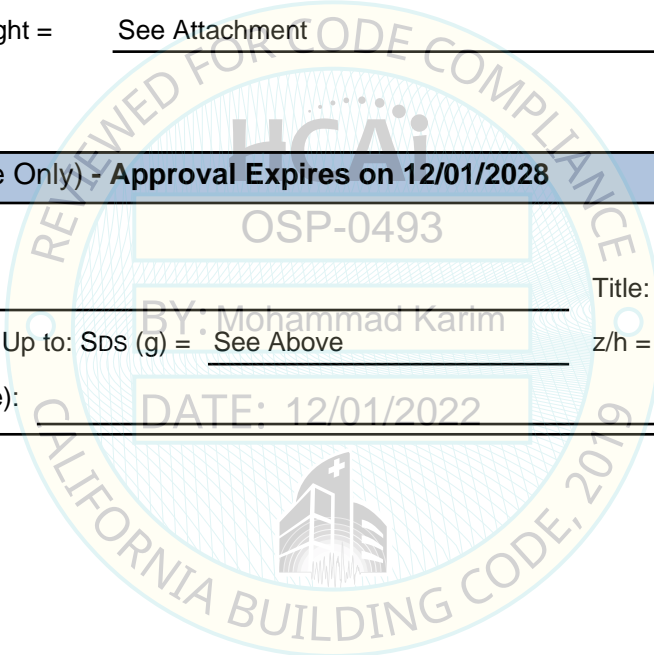 ght = See Attachment
REVIEWED FOR CODE COMPLIANCE
HCAi
e Only) - Approval Expires on 12/01/2028
OSP-0493
Title:
BY: Mohammad Karim
Up to: SDS (g) = See Above z/h =
e):
DATE: 12/01/2022
CALIFORNIA BUILDING CODE, 2019